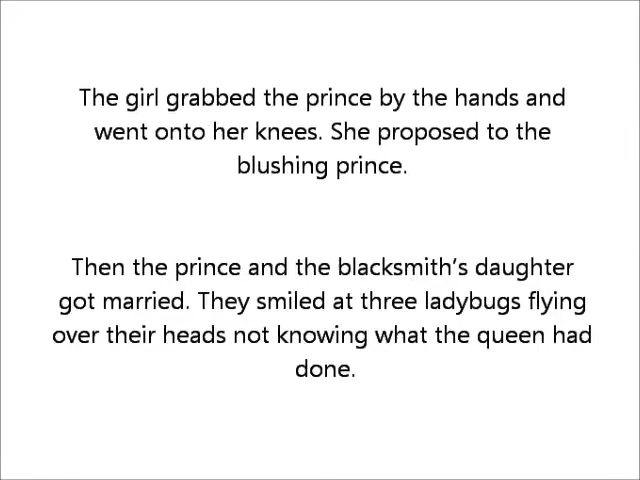 The girl grabbed the prince by the hands and
went onto her knees. She proposed to the
blushing prince.
Then the prince and the blacksmith’s daughter
got married. They smiled at three ladybugs flying
over their heads not knowing what the queen had
done.